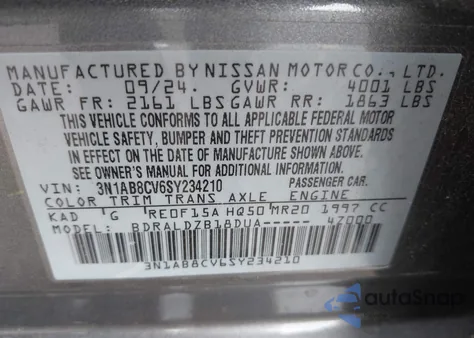 MANUFACTURED BY NISSAN MOTOR CO., LTD.
DATE: 09/24. GVWR: 4001 LBS
GAWR FR: 2161 LBS GAWR RR: 1863 LBS
THIS VEHICLE CONFORMS TO ALL APPLICABLE FEDERAL MOTOR
VEHICLE SAFETY, BUMPER AND THEFT PREVENTION STANDARDS
IN EFFECT ON THE DATE OF MANUFACTURE SHOWN ABOVE.
SEE OWNER'S MANUAL FOR ADDITIONAL INFORMATION.
VIN: 3N1AB8CV6SY234210 PASSENGER CAR
COLOR TRIM TRANS AXLE ENGINE
KAD G RE0F15A HQ50 MR20 1997 CC
MODEL: BDRALDZB18DUA----- 47000
3N1AB8CV6SY234210
autoSnap